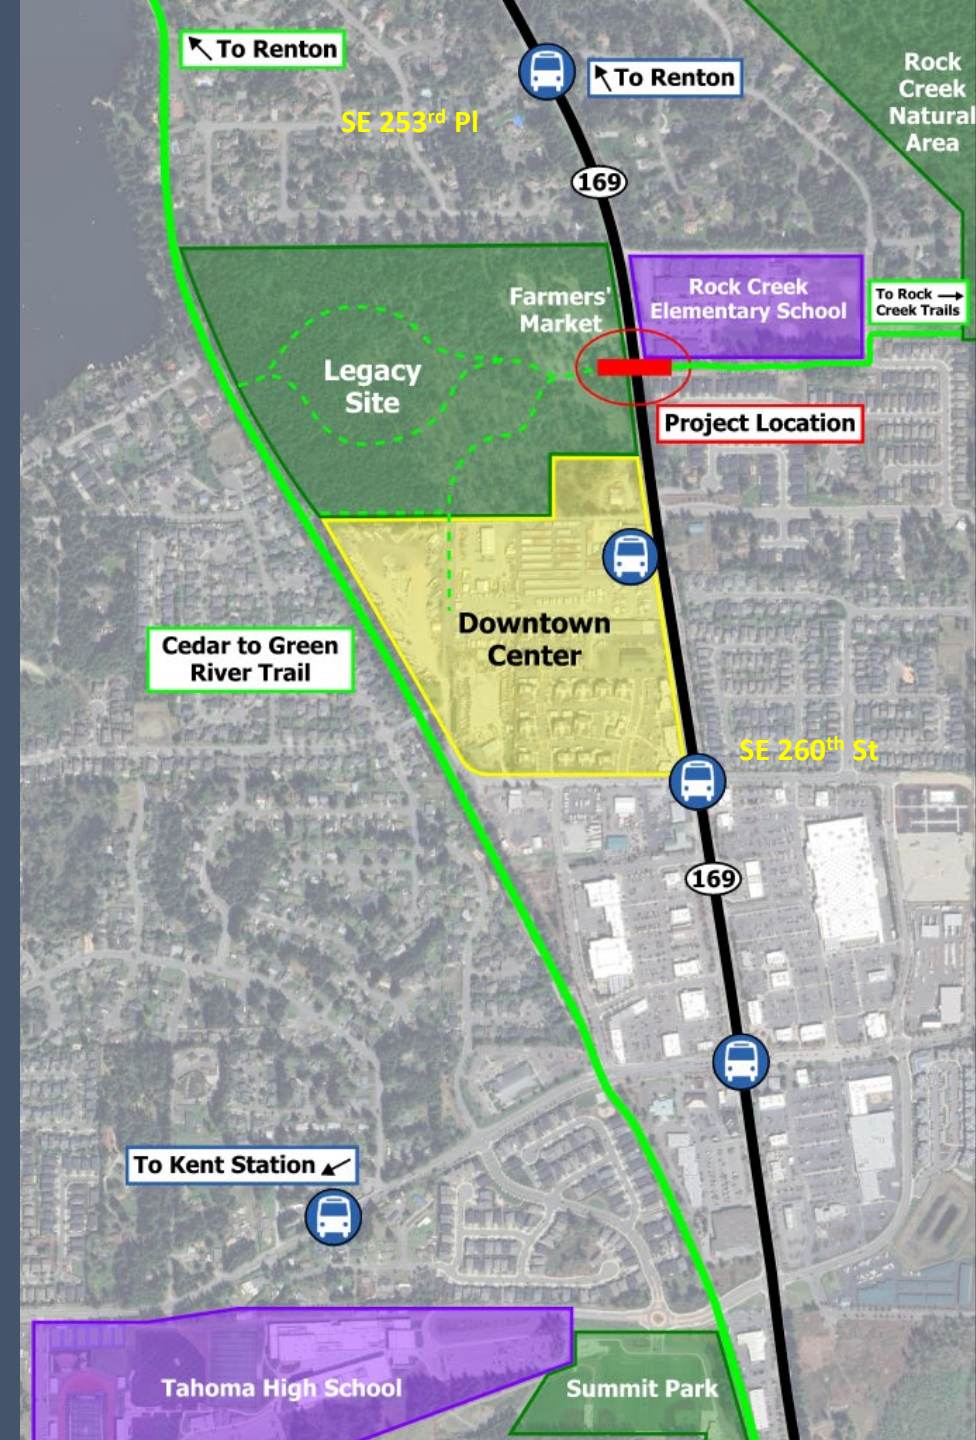 To Renton
To Renton
Rock
Creek
Natural
Area
SE 253rd Pl
169
Farmers'
Market
Rock Creek
Elementary School
To Rock
Creek Trails
Legacy
Site
Project Location
Downtown
Center
Cedar to Green
River Trail
SE 260th St
169
To Kent Station
Tahoma High School
Summit Park